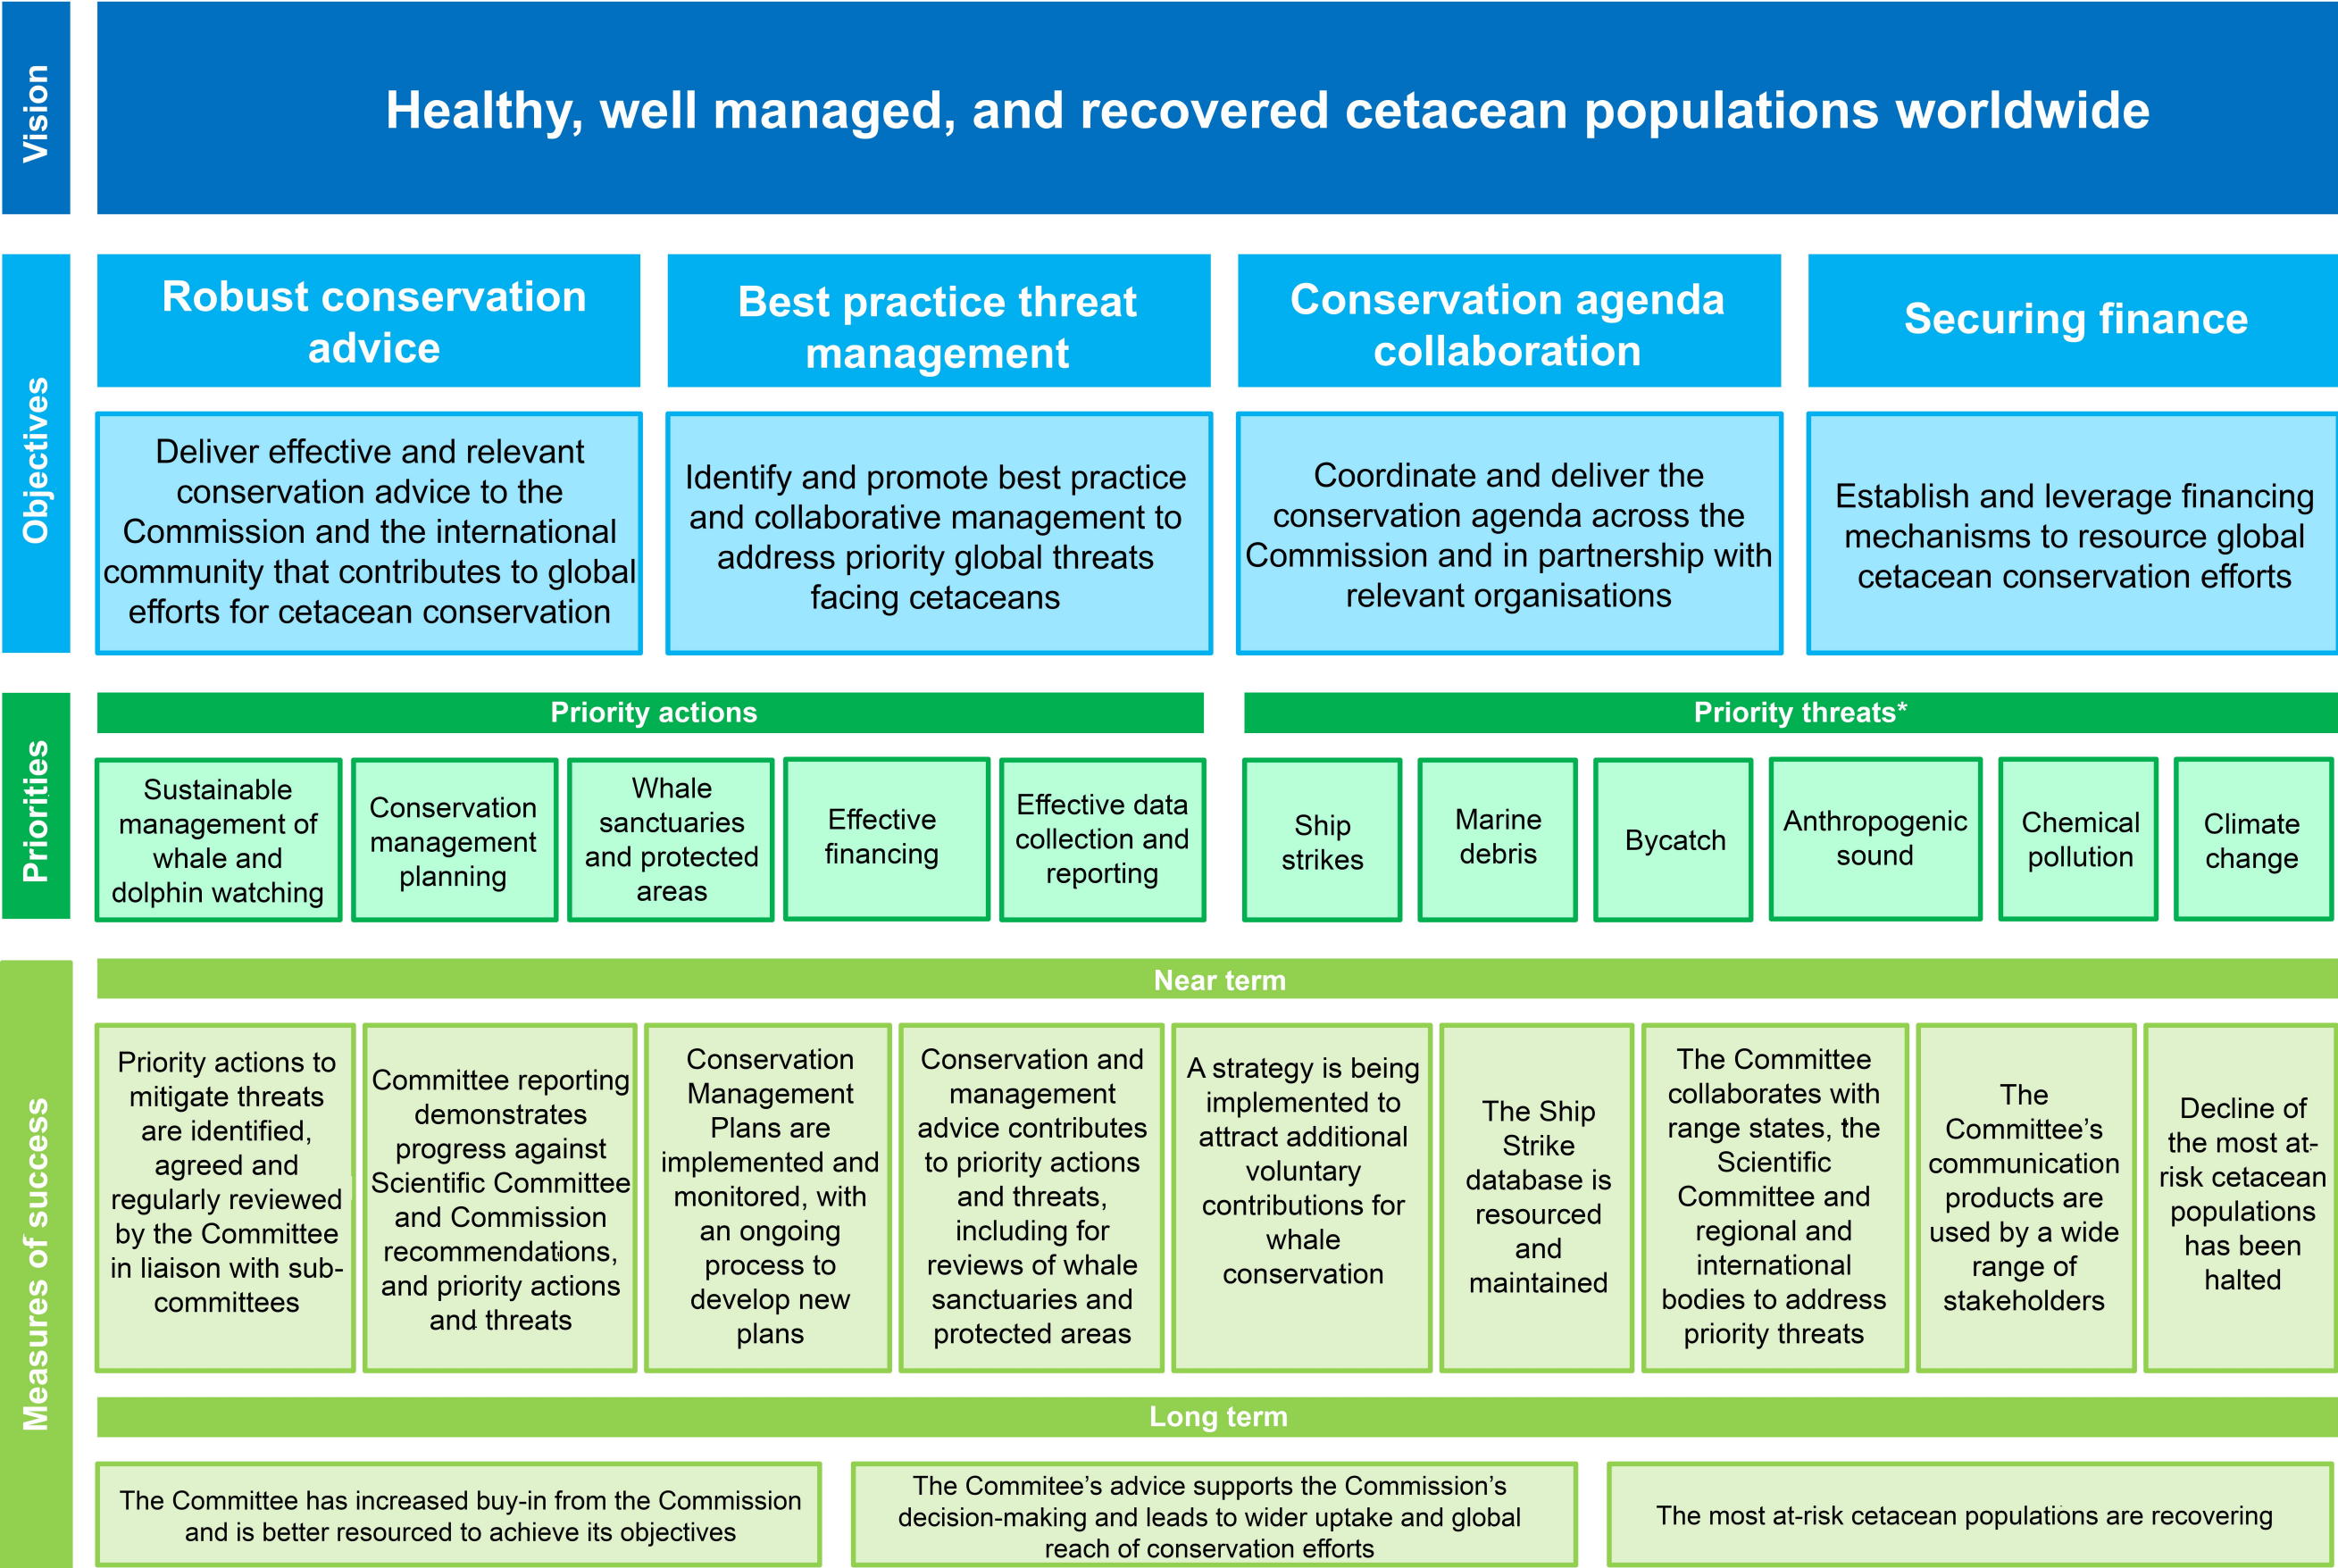 Vision
Healthy, well managed, and recovered cetacean populations worldwide
Objectives
Robust conservation
advice
Deliver effective and relevant
conservation advice to the
Commission and the international
community that contributes to global
efforts for cetacean conservation
Best practice threat
management
Identify and promote best practice
and collaborative management to
address priority global threats
facing cetaceans
Conservation agenda
collaboration
Coordinate and deliver the
conservation agenda across the
Commission and in partnership with
relevant organisations
Securing finance
Establish and leverage financing
mechanisms to resource global
cetacean conservation efforts
Priorities
Priority actions
Sustainable
management of
whale and
dolphin watching
Conservation
management
planning
Whale
sanctuaries
and protected
areas
Effective
financing
Effective data
collection and
reporting
Priority threats*
Ship
strikes
Marine
debris
Bycatch
Anthropogenic
sound
Chemical
pollution
Climate
change
Measures of success
Near term
Priority actions to
mitigate threats
are identified,
agreed and
regularly reviewed
by the Committee
in liaison with sub-
committees
Committee reporting
demonstrates
progress against
Scientific Committee
and Commission
recommendations,
and priority actions
and threats
Conservation
Management
Plans are
implemented and
monitored, with
an ongoing
process to
develop new
plans
Conservation and
management
advice contributes
to priority actions
and threats,
including for
reviews of whale
sanctuaries and
protected areas
A strategy is being
implemented to
attract additional
voluntary
contributions for
whale
conservation
The Ship
Strike
database is
resourced
and
maintained
The Committee
collaborates with
range states, the
Scientific
Committee and
regional and
international
bodies to address
priority threats
The
Committee's
communication
products are
used by a wide
range of
stakeholders
Decline of
the most at-
risk cetacean
populations
has been
halted
Long term
The Committee has increased buy-in from the Commission
and is better resourced to achieve its objectives
The Commitee's advice supports the Commission's
decision-making and leads to wider uptake and global
reach of conservation efforts
The most at-risk cetacean populations are recovering